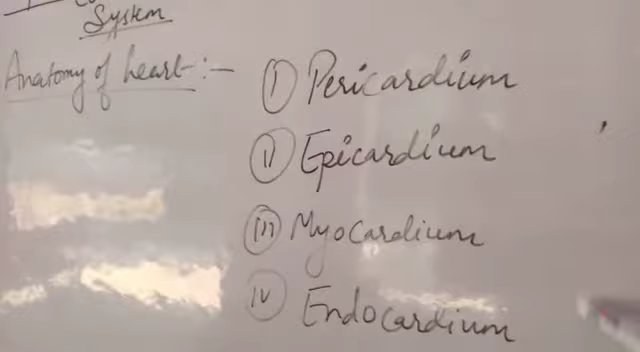 System
Anatomy of heart:-
(I) Pericardium
(II) Epicardium
(III) Myocardium
(IV) Endocardium